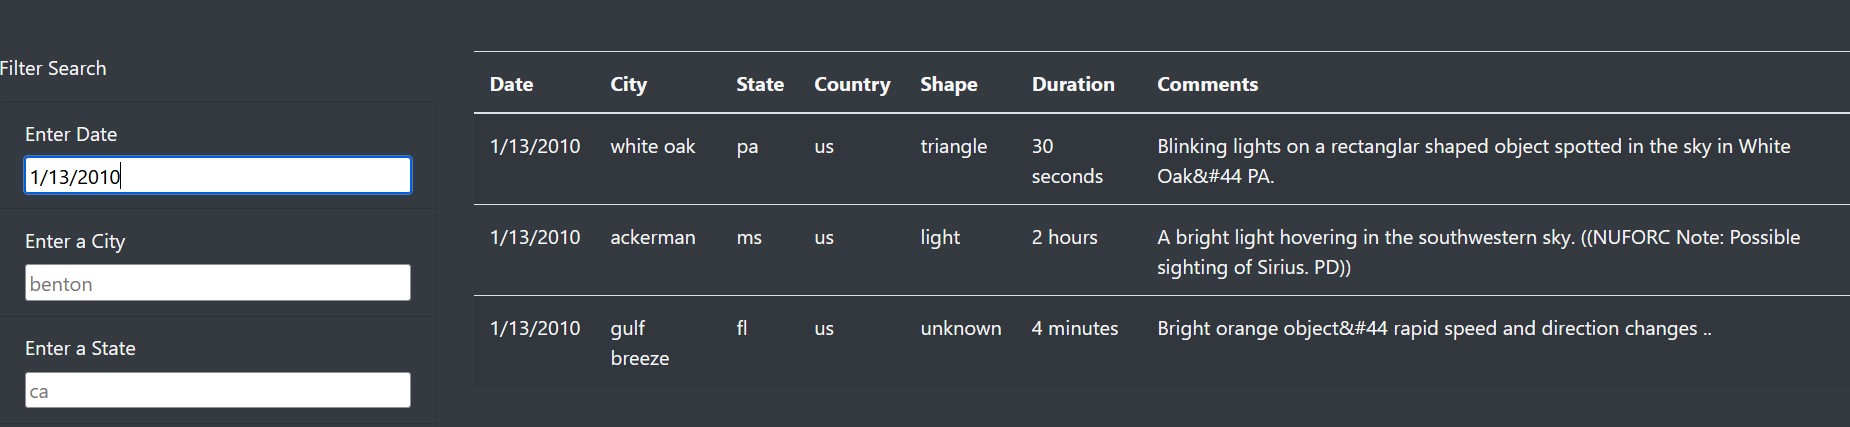 Filter Search
Enter Date
1/13/2010
Enter a City
benton
Enter a State
ca
Date City State Country Shape Duration Comments
1/13/2010 white oak pa us triangle 30 seconds Blinking lights on a rectanglar shaped object spotted in the sky in White
Oak&#44 PA.
1/13/2010 ackerman ms us light 2 hours A bright light hovering in the southwestern sky. ((NUFORC Note: Possible
sighting of Sirius. PD))
1/13/2010 gulf breeze fl us unknown 4 minutes Bright orange object&#44 rapid speed and direction changes ..